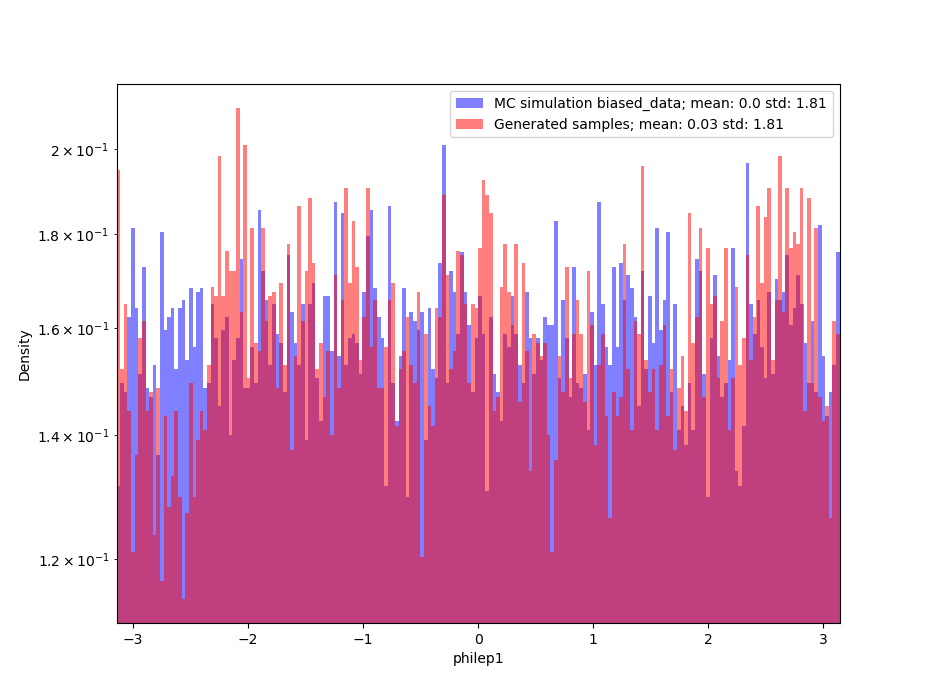 MC simulation biased_data; mean: 0.0 std: 1.81
Generated samples; mean: 0.03 std: 1.81
2 × 10⁻¹
1.8 × 10⁻¹
1.6 × 10⁻¹
1.4 × 10⁻¹
1.2 × 10⁻¹
Density
−3 −2 −1 0 1 2 3
philep1